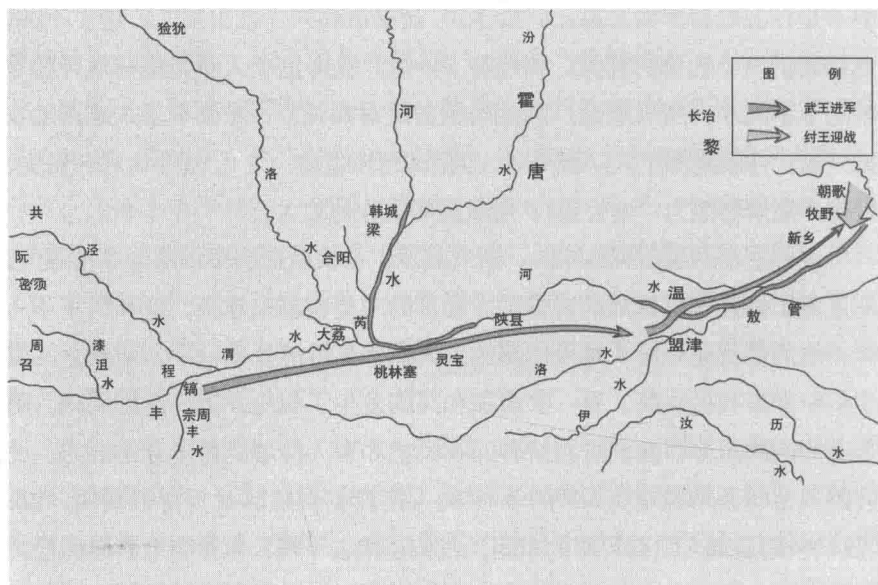 猃狁
汾
河
霍
唐
水
图 例
武王进军
纣王迎战
长治
黎
洛
水
韩城
梁
水
合阳
朝歌
牧野
新乡
共
阮
密须
泾
水
河
水
温
管
敖
芮
陕县
大荔
水
渭
桃林塞
灵宝
盟津
洛
水
伊
水
周
召
漆
沮
水
程
镐
丰
宗周
丰
水
汝
水
历
水